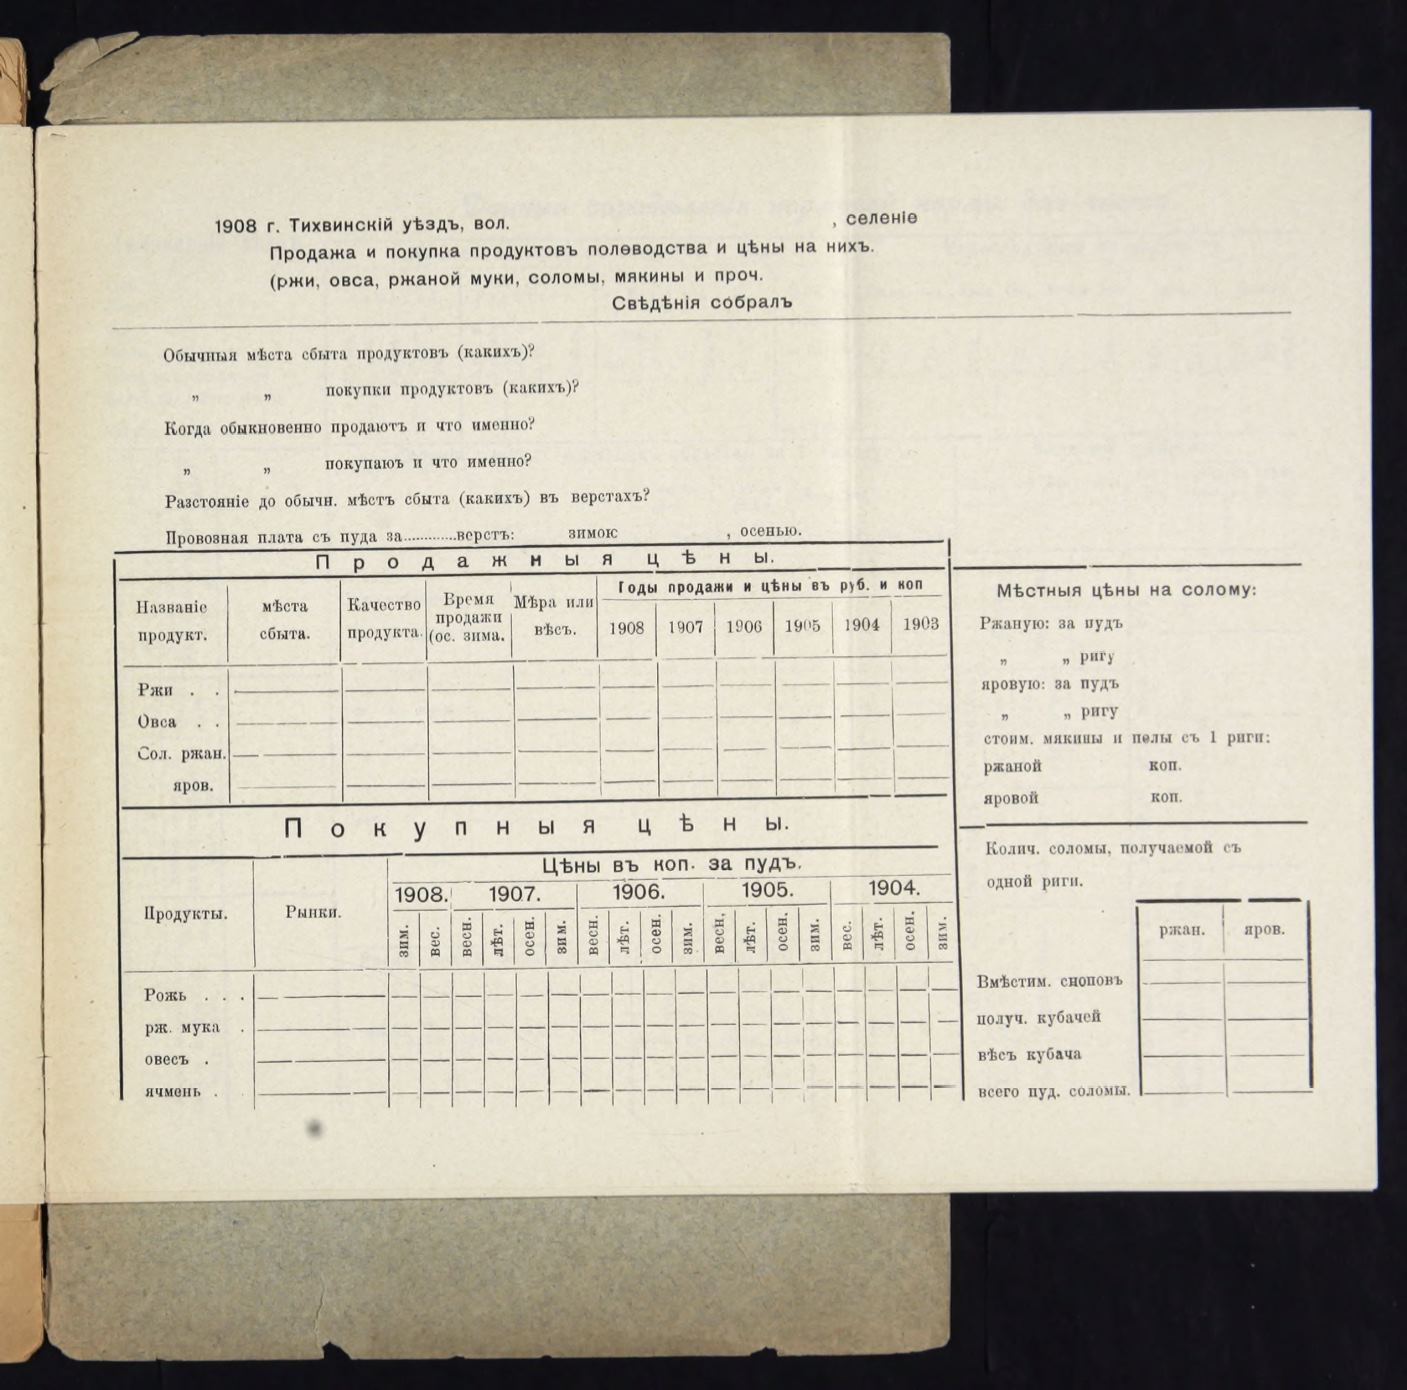 1908 г. Тихвинскій уѣздъ, вол. , селеніе
Продажа и покупка продуктовъ полеводства и цѣны на нихъ.
(ржи, овса, ржаной муки, соломы, мякины и проч.
Свѣдѣнія собралъ
Обычныя мѣста сбыта продуктовъ (какихъ)?
„ „ покупки продуктовъ (какихъ)?
Когда обыкновенно продаютъ и что именно?
„ „ покупаютъ и что именно?
Разстояніе до обычн. мѣстъ сбыта (какихъ) въ верстахъ?
Провозная плата съ пуда за............верстъ: зимою , осенью.
Продажныя цѣны.
Названіе продукт.
мѣста сбыта.
Качество продукта.
Время продажи (ос. зима.
Мѣра или вѣсъ.
Годы продажи и цѣны въ руб. и коп
1908 1907 1906 1905 1904 1903
Ржи . .
Овса . .
Сол. ржан.
яров.
Покупныя цѣны.
Продукты.
Рынки.
Цѣны въ коп. за пудъ.
1908. 1907. 1906. 1905. 1904.
зим. вес. весн. лѣт. осен. зим. весн. лѣт. осен. зим. весн. лѣт. осен. зим. вес. лѣт. осен. зим.
Рожь . . .
рж. мука .
овесъ .
ячмень .
Мѣстныя цѣны на солому:
Ржаную: за пудъ
„ „ ригу
яровую: за пудъ
„ „ ригу
стоим. мякины и пелы съ 1 риги:
ржаной коп.
яровой коп.
Колич. соломы, получаемой съ
одной риги.
ржан. яров.
Вмѣстим. сноповъ
получ. кубачей
вѣсъ кубача
всего пуд. соломы.